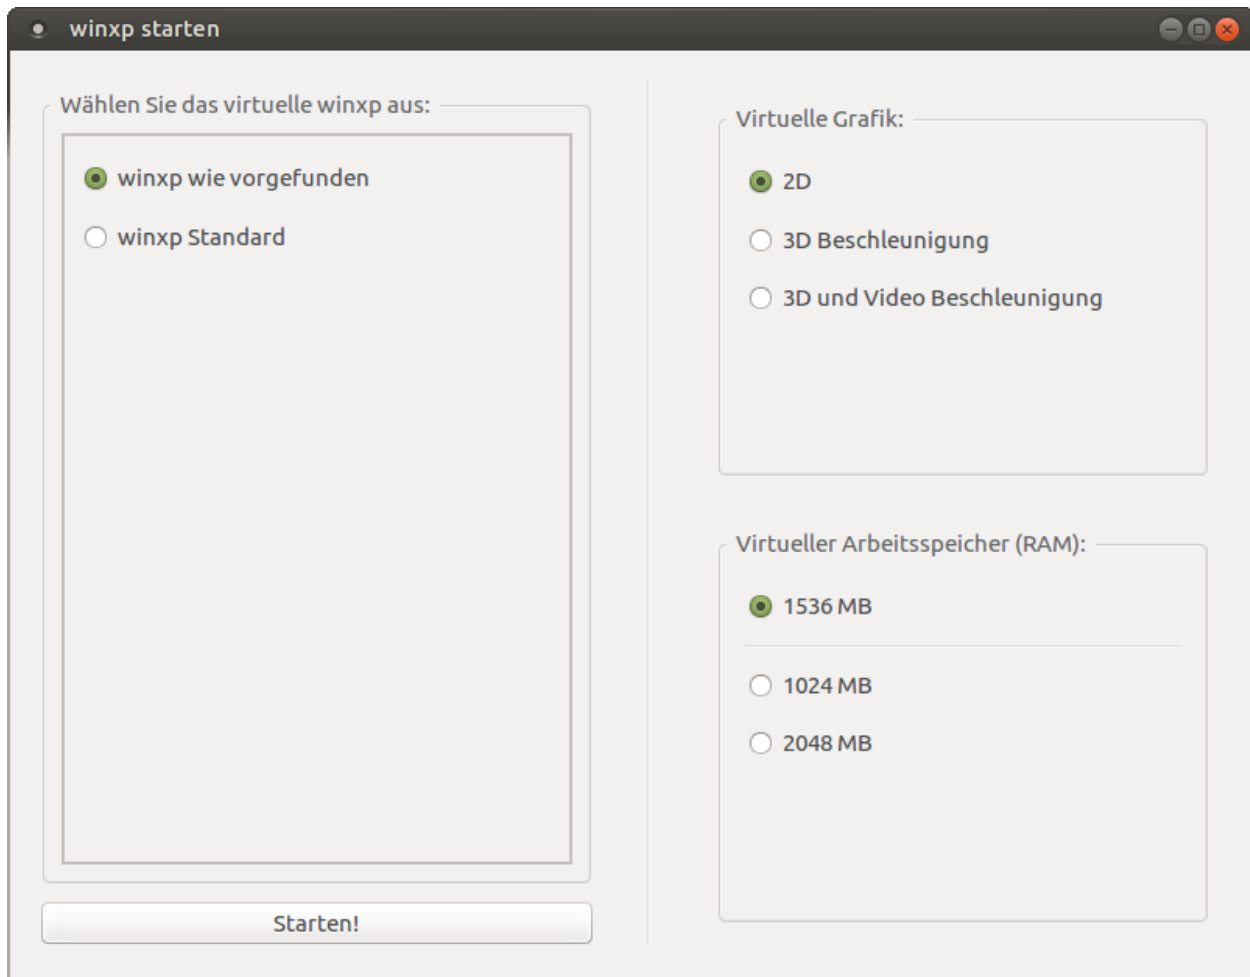 winxp starten
Wählen Sie das virtuelle winxp aus:
winxp wie vorgefunden
winxp Standard
Starten!
Virtuelle Grafik:
2D
3D Beschleunigung
3D und Video Beschleunigung
Virtueller Arbeitsspeicher (RAM):
1536 MB
1024 MB
2048 MB